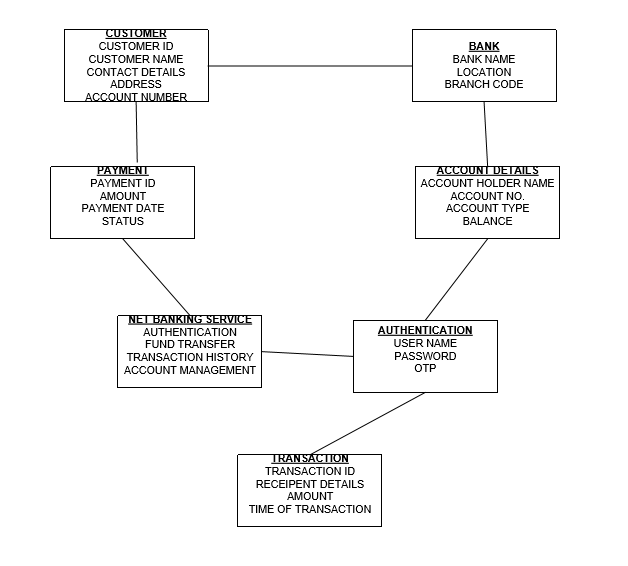 CUSTOMER
CUSTOMER ID
CUSTOMER NAME
CONTACT DETAILS
ADDRESS
ACCOUNT NUMBER
BANK
BANK NAME
LOCATION
BRANCH CODE
PAYMENT
PAYMENT ID
AMOUNT
PAYMENT DATE
STATUS
ACCOUNT DETAILS
ACCOUNT HOLDER NAME
ACCOUNT NO.
ACCOUNT TYPE
BALANCE
NET BANKING SERVICE
AUTHENTICATION
FUND TRANSFER
TRANSACTION HISTORY
ACCOUNT MANAGEMENT
AUTHENTICATION
USER NAME
PASSWORD
OTP
TRANSACTION
TRANSACTION ID
RECEIPENT DETAILS
AMOUNT
TIME OF TRANSACTION